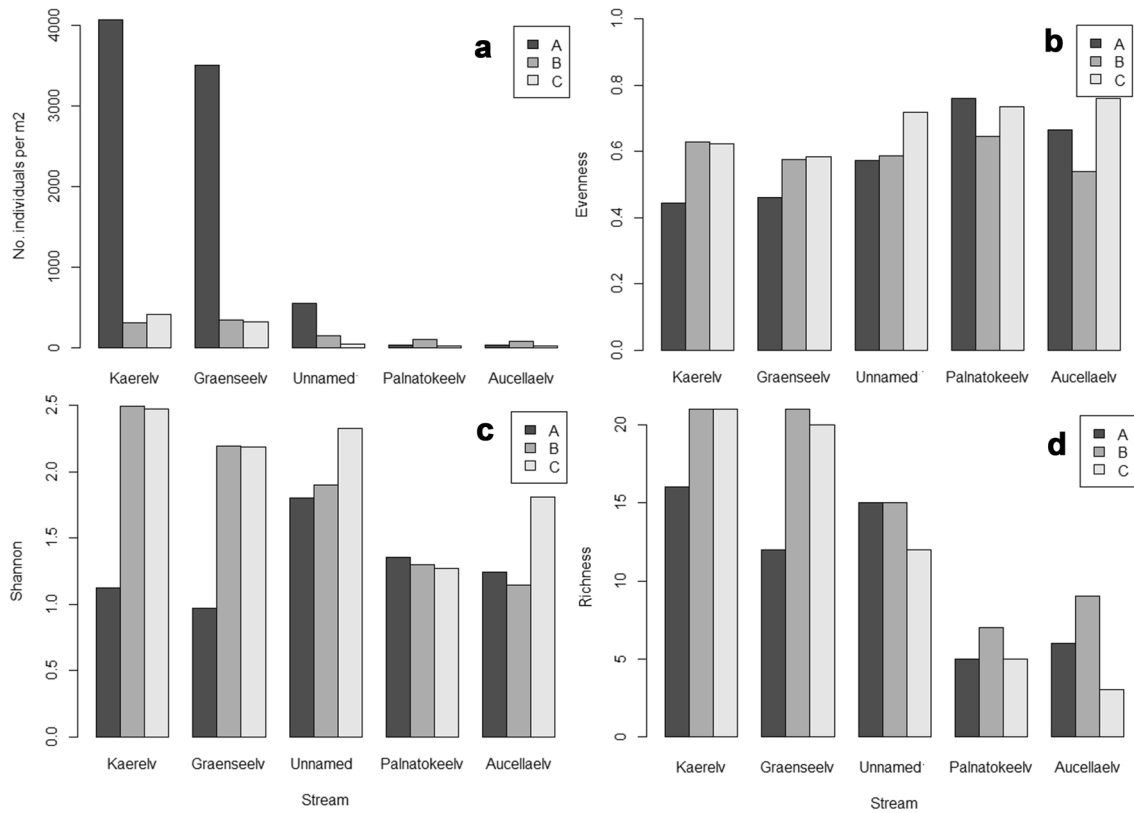 a
A
B
C
No. individuals per m2
0
1000
2000
3000
4000
Kaerelv
Graenseelv
Unnamed
Palnatokeelv
Aucellaelv
b
A
B
C
Evenness
0.0
0.2
0.4
0.6
0.8
1.0
Kaerelv
Graenseelv
Unnamed
Palnatokeelv
Aucellaelv
c
A
B
C
Shannon
0.0
0.5
1.0
1.5
2.0
2.5
Kaerelv
Graenseelv
Unnamed
Palnatokeelv
Aucellaelv
Stream
d
A
B
C
Richness
0
5
10
15
20
Kaerelv
Graenseelv
Unnamed
Palnatokeelv
Aucellaelv
Stream